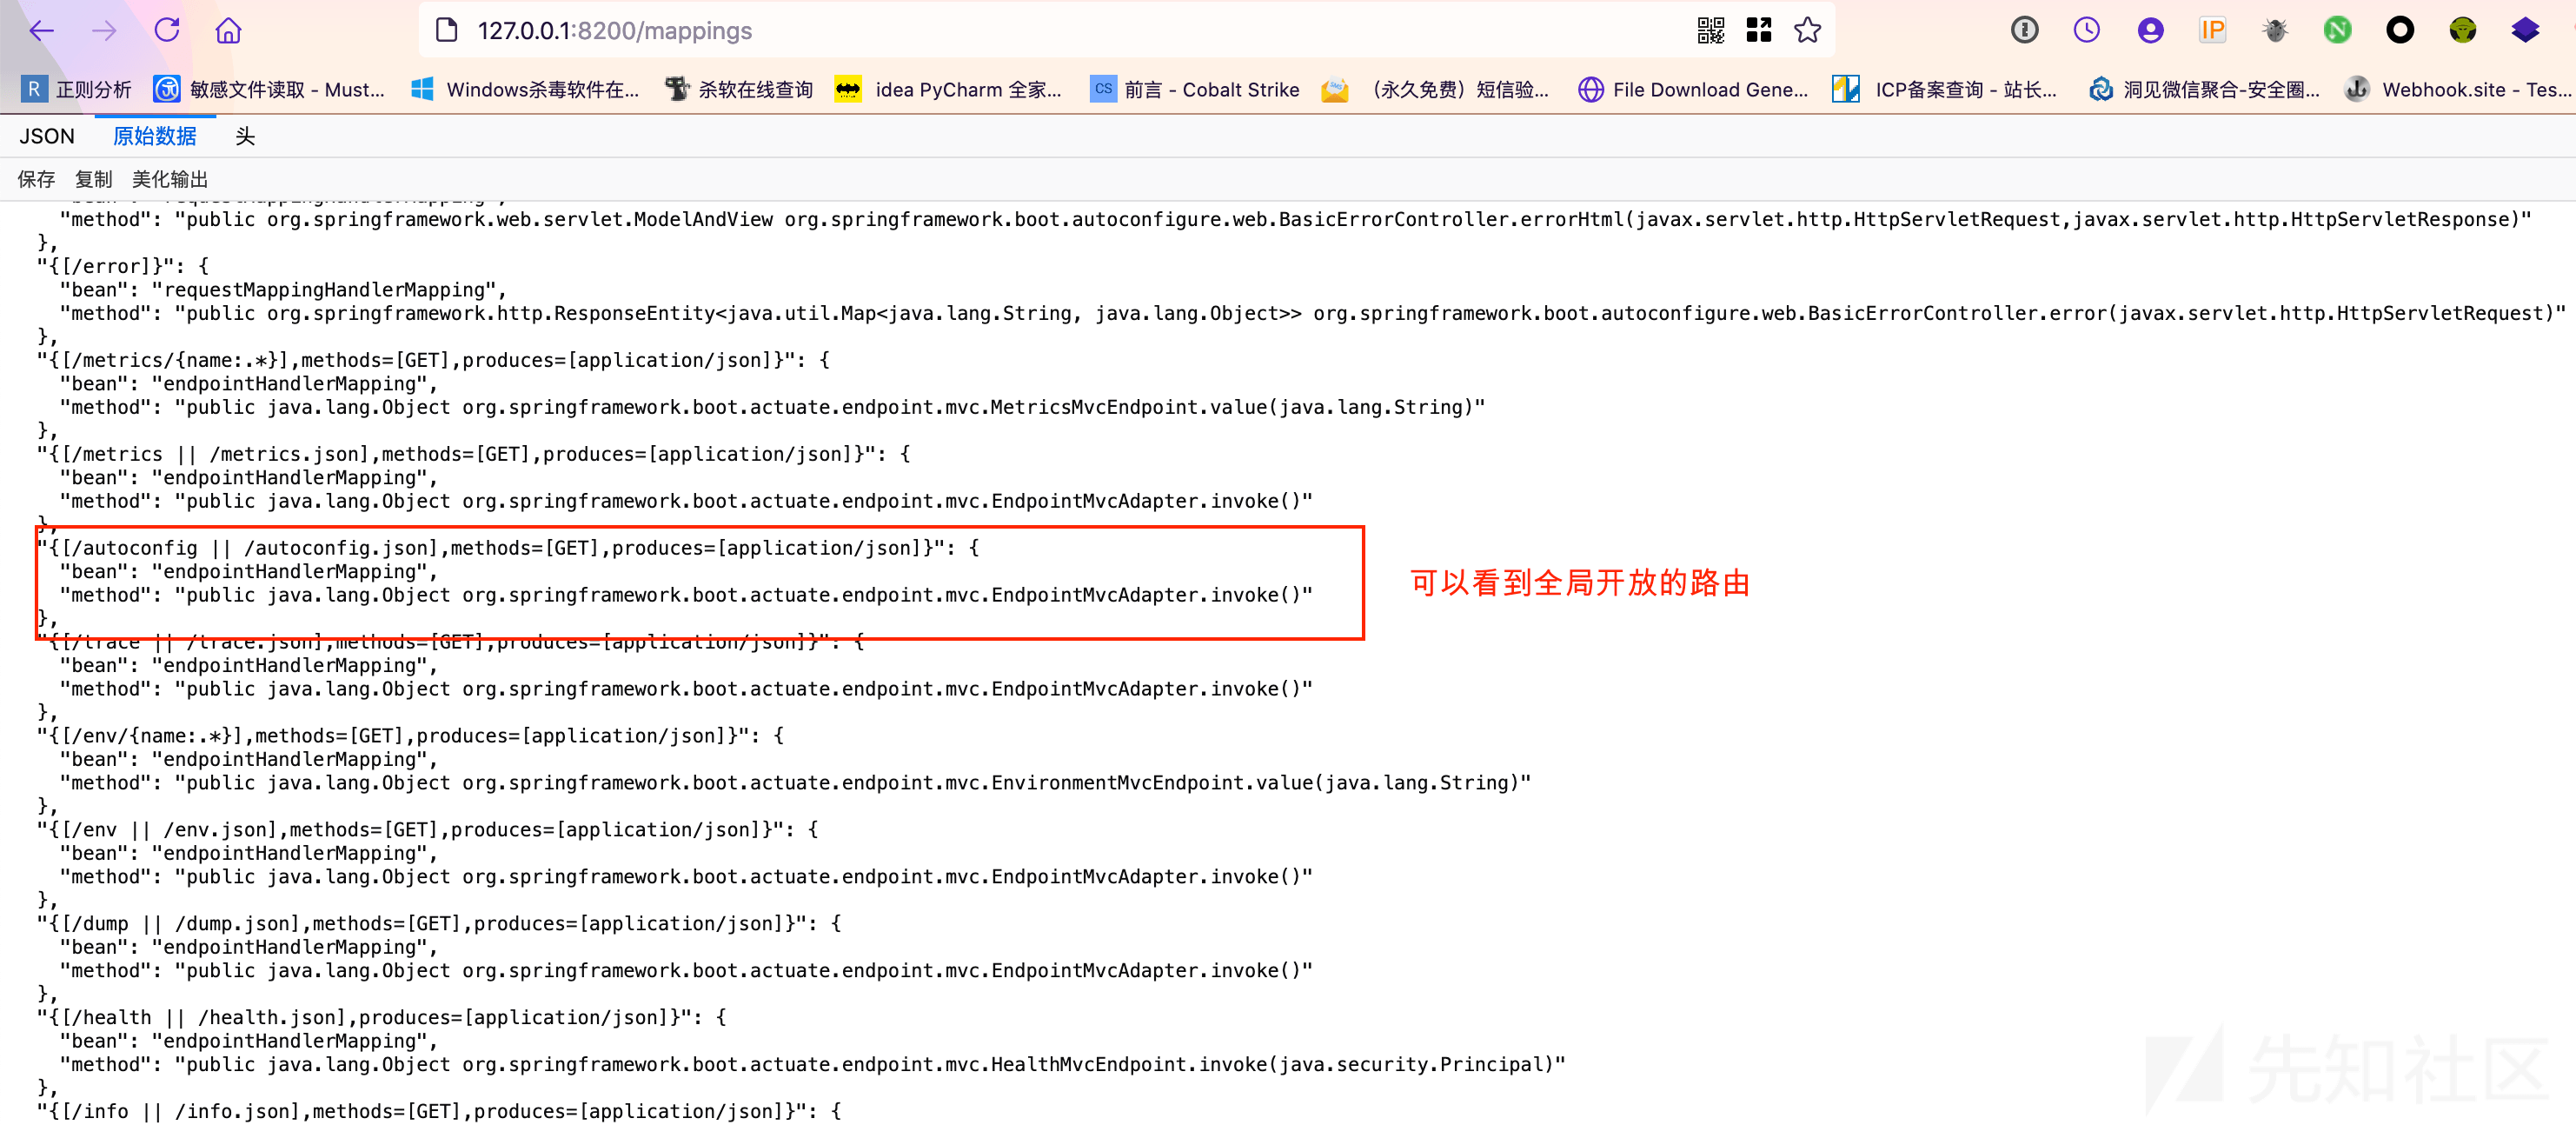 127.0.0.1:8200/mappings
IP
N
R 正则分析
敏感文件读取 - Must...
Windows杀毒软件在...
杀软在线查询
idea PyCharm 全家...
CS 前言 - Cobalt Strike
（永久免费）短信验...
File Download Gene...
ICP备案查询 - 站长...
洞见微信聚合-安全圈...
Webhook.site - Tes...
JSON 原始数据 头
保存 复制 美化输出
"bean": "requestMappingHandlerMapping",
"method": "public org.springframework.web.servlet.ModelAndView org.springframework.boot.autoconfigure.web.BasicErrorController.errorHtml(javax.servlet.http.HttpServletRequest,javax.servlet.http.HttpServletResponse)"
},
"{[/error]}": {
"bean": "requestMappingHandlerMapping",
"method": "public org.springframework.http.ResponseEntity<java.util.Map<java.lang.String, java.lang.Object>> org.springframework.boot.autoconfigure.web.BasicErrorController.error(javax.servlet.http.HttpServletRequest)"
},
"{[/metrics/{name:.*}],methods=[GET],produces=[application/json]}": {
"bean": "endpointHandlerMapping",
"method": "public java.lang.Object org.springframework.boot.actuate.endpoint.mvc.MetricsMvcEndpoint.value(java.lang.String)"
},
"{[/metrics || /metrics.json],methods=[GET],produces=[application/json]}": {
"bean": "endpointHandlerMapping",
"method": "public java.lang.Object org.springframework.boot.actuate.endpoint.mvc.EndpointMvcAdapter.invoke()"
},
"{[/autoconfig || /autoconfig.json],methods=[GET],produces=[application/json]}": {
"bean": "endpointHandlerMapping",
"method": "public java.lang.Object org.springframework.boot.actuate.endpoint.mvc.EndpointMvcAdapter.invoke()"
},
可以看到全局开放的路由
"{[/trace || /trace.json],methods=[GET],produces=[application/json]}": {
"bean": "endpointHandlerMapping",
"method": "public java.lang.Object org.springframework.boot.actuate.endpoint.mvc.EndpointMvcAdapter.invoke()"
},
"{[/env/{name:.*}],methods=[GET],produces=[application/json]}": {
"bean": "endpointHandlerMapping",
"method": "public java.lang.Object org.springframework.boot.actuate.endpoint.mvc.EnvironmentMvcEndpoint.value(java.lang.String)"
},
"{[/env || /env.json],methods=[GET],produces=[application/json]}": {
"bean": "endpointHandlerMapping",
"method": "public java.lang.Object org.springframework.boot.actuate.endpoint.mvc.EndpointMvcAdapter.invoke()"
},
"{[/dump || /dump.json],methods=[GET],produces=[application/json]}": {
"bean": "endpointHandlerMapping",
"method": "public java.lang.Object org.springframework.boot.actuate.endpoint.mvc.EndpointMvcAdapter.invoke()"
},
"{[/health || /health.json],produces=[application/json]}": {
"bean": "endpointHandlerMapping",
"method": "public java.lang.Object org.springframework.boot.actuate.endpoint.mvc.HealthMvcEndpoint.invoke(java.security.Principal)"
},
"{[/info || /info.json],methods=[GET],produces=[application/json]}": {
先知社区